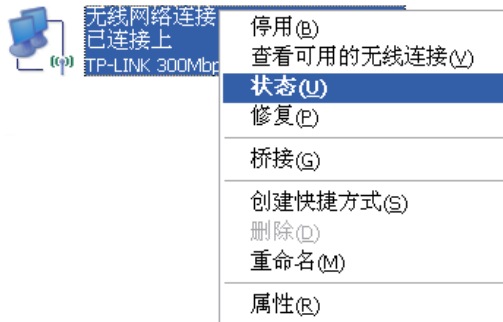 无线网络连接
已连接上
TP-LINK 300Mbp
停用(B)
查看可用的无线连接(V)
状态(U)
修复(P)
桥接(G)
创建快捷方式(S)
删除(D)
重命名(M)
属性(R)